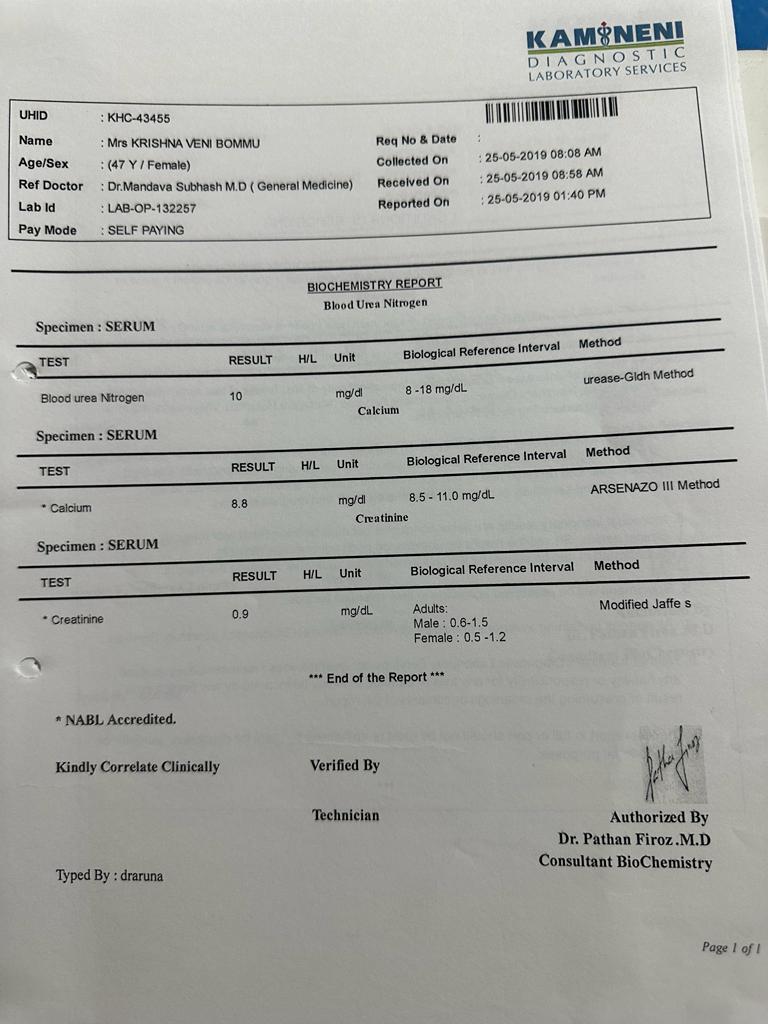 KAMINENI
DIAGNOSTIC
LABORATORY SERVICES
UHID : KHC-43455
Name : Mrs KRISHNA VENI BOMMU Req No & Date :
Age/Sex : (47 Y / Female) Collected On : 25-05-2019 08:08 AM
Ref Doctor : Dr.Mandava Subhash M.D ( General Medicine) Received On : 25-05-2019 08:58 AM
Lab Id : LAB-OP-132257 Reported On : 25-05-2019 01:40 PM
Pay Mode : SELF PAYING
BIOCHEMISTRY REPORT
Blood Urea Nitrogen
Specimen : SERUM
TEST RESULT H/L Unit Biological Reference Interval Method
Blood urea Nitrogen 10 mg/dl 8 -18 mg/dL urease-Gldh Method
Calcium
Specimen : SERUM
TEST RESULT H/L Unit Biological Reference Interval Method
* Calcium 8.8 mg/dl 8.5 - 11.0 mg/dL ARSENAZO III Method
Creatinine
Specimen : SERUM
TEST RESULT H/L Unit Biological Reference Interval Method
* Creatinine 0.9 mg/dL Adults: Modified Jaffe s
Male : 0.6-1.5
Female : 0.5 -1.2
*** End of the Report ***
* NABL Accredited.
Kindly Correlate Clinically Verified By
Pathan Firoz
Technician Authorized By
Dr. Pathan Firoz .M.D
Consultant BioChemistry
Typed By : draruna
Page 1 of 1